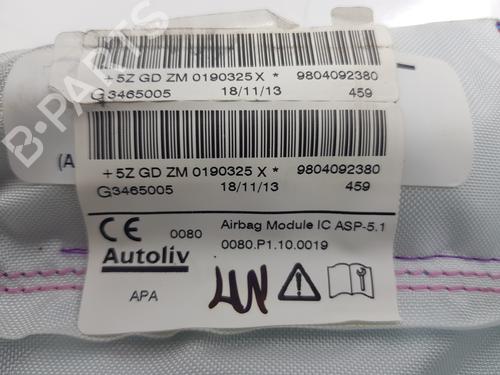 +5Z GD ZM 0190325 X * 9804092380
G3465005 18/11/13 459
(A
+5Z GD ZM 0190325 X * 9804092380
G3465005 18/11/13 459
CE 0080 Airbag Module IC ASP-5.1
Autoliv 0080.P1.10.0019
APA
B-PARTS